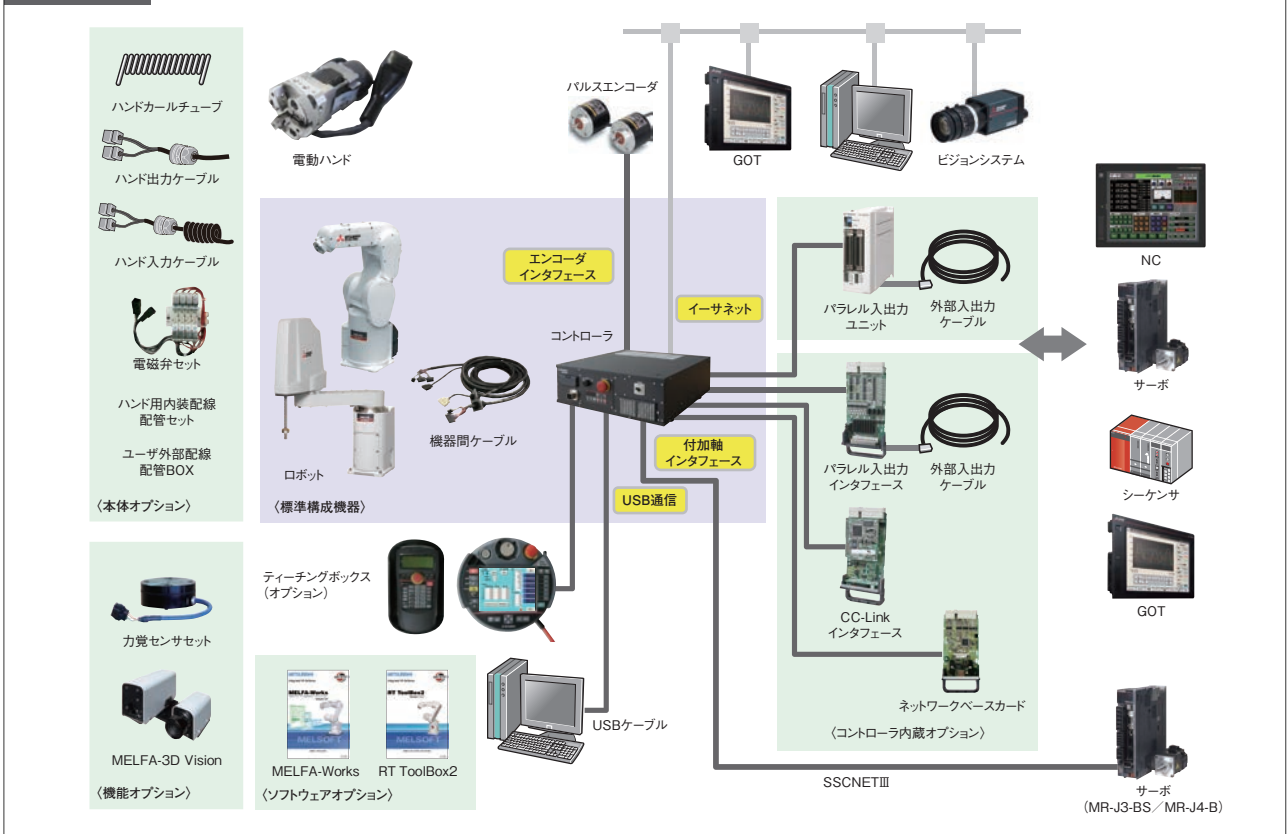 ハンドカールチューブ
ハンド出力ケーブル
ハンド入力ケーブル
電磁弁セット
ハンド用内装配線
配管セット
ユーザ外部配線
配管BOX
〈本体オプション〉
電動ハンド
パルスエンコーダ
GOT
ビジョンシステム
エンコーダ
インタフェース
イーサネット
コントローラ
機器間ケーブル
ロボット
付加軸
インタフェース
〈標準構成機器〉
USB通信
パラレル入出力
ユニット
外部入出力
ケーブル
パラレル入出力
インタフェース
外部入出力
ケーブル
CC-Link
インタフェース
ネットワークベースカード
〈コントローラ内蔵オプション〉
NC
サーボ
シーケンサ
GOT
サーボ
(MR-J3-BS/MR-J4-B)
SSCNETⅢ
ティーチングボックス
(オプション)
USBケーブル
力覚センサセット
MELFA-3D Vision
〈機能オプション〉
MELFA-Works
MELSOFT
RT ToolBox2
MELSOFT
MELFA-Works
RT ToolBox2
〈ソフトウェアオプション〉